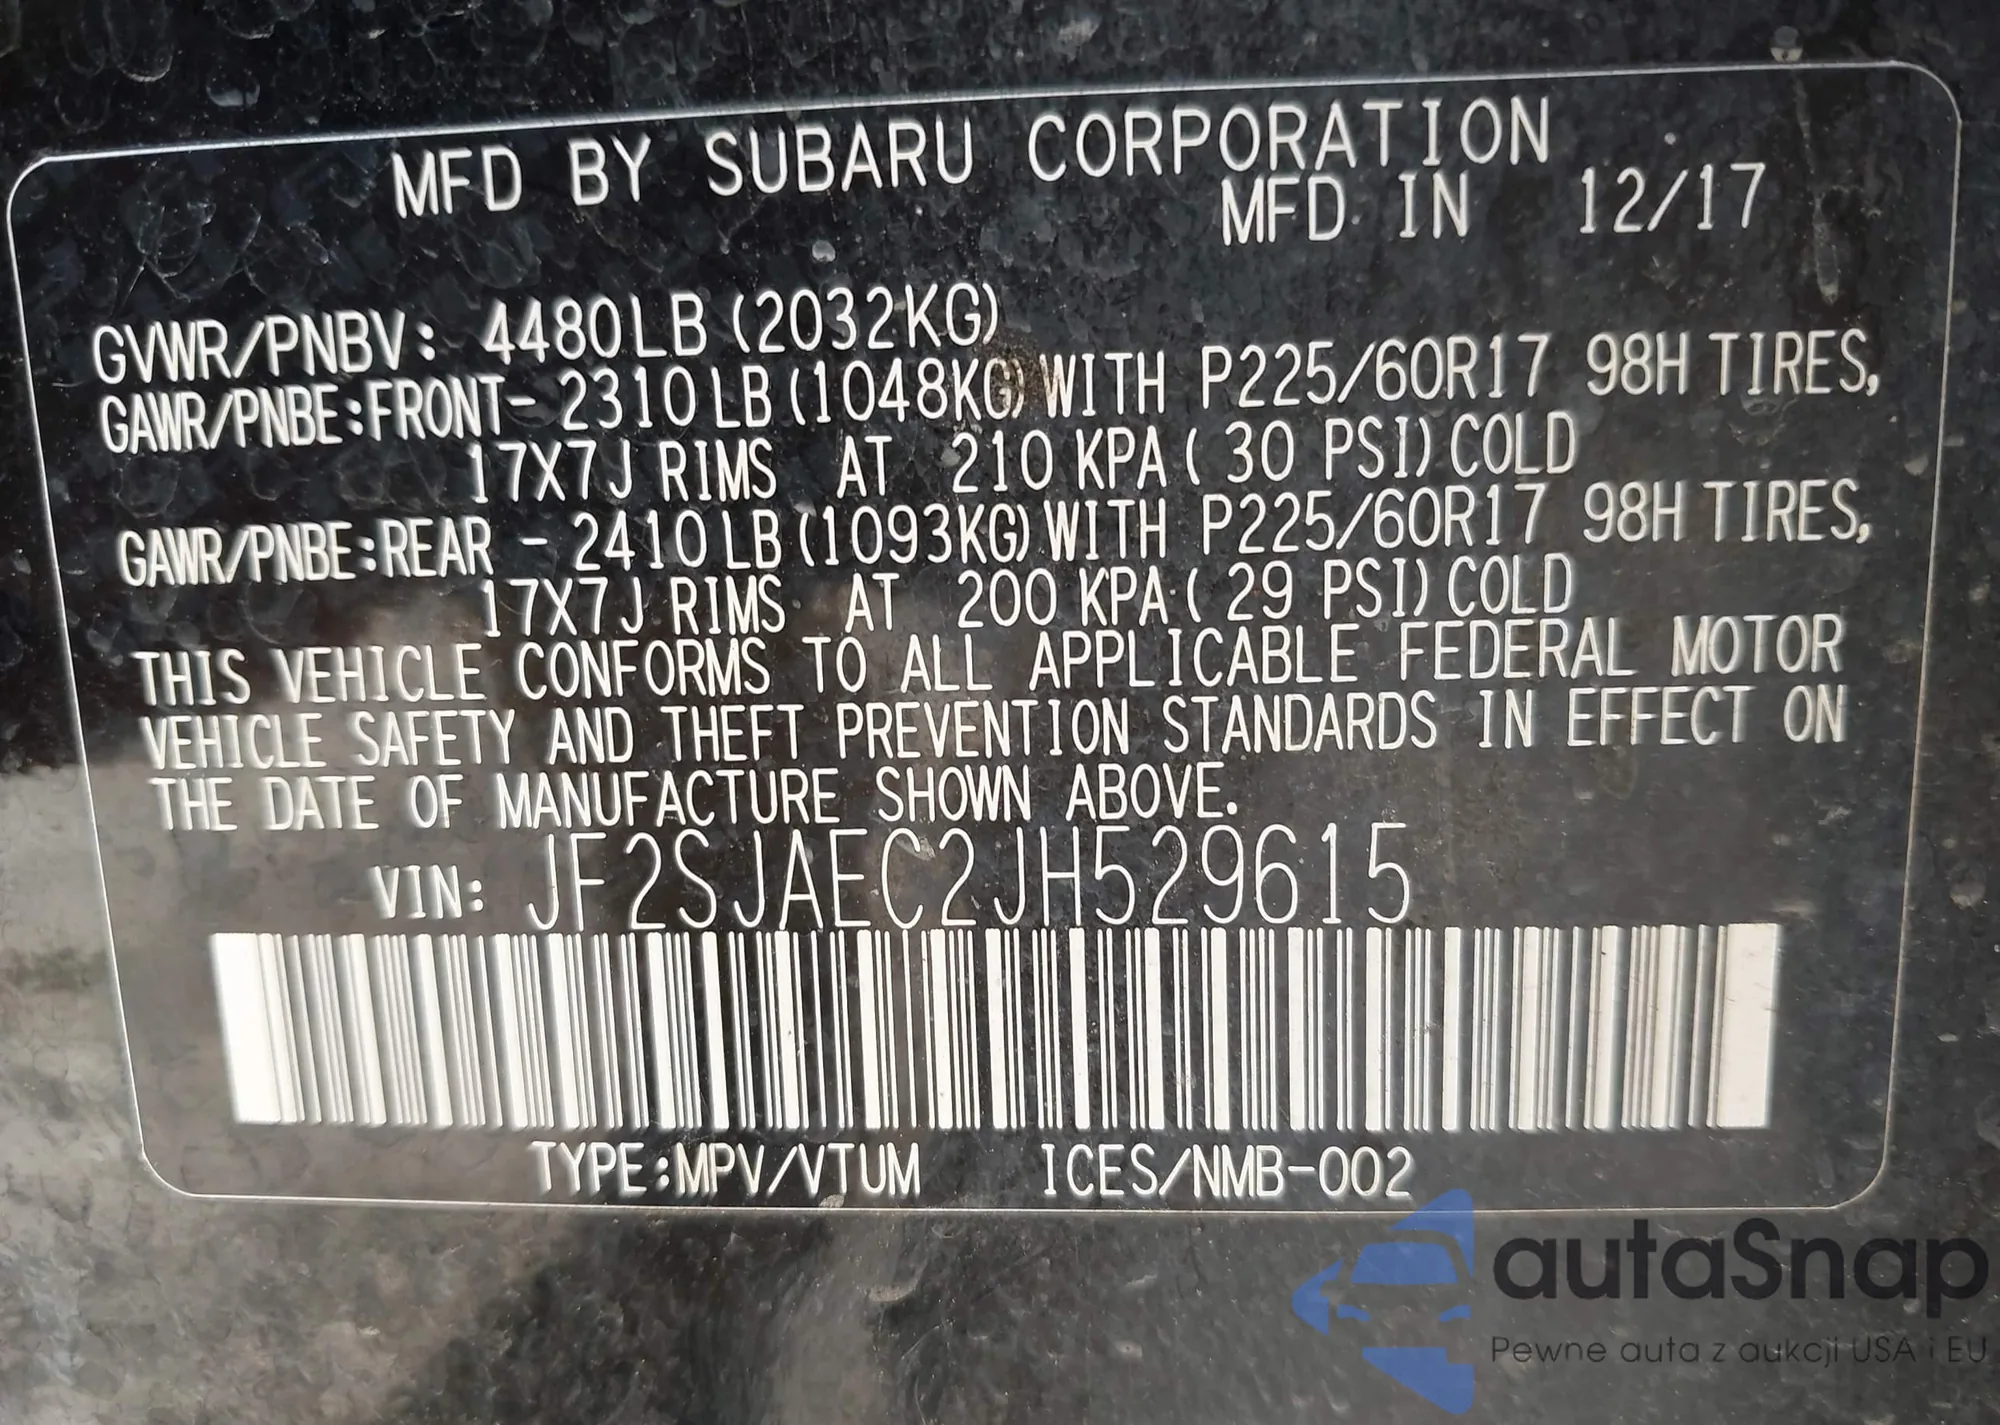 MFD BY SUBARU CORPORATION
MFD IN 12/17
GVWR/PNBV: 4480LB (2032KG)
GAWR/PNBE:FRONT- 2310LB(1048KG)WITH P225/60R17 98H TIRES,
17X7J RIMS AT 210 KPA( 30 PSI)COLD
GAWR/PNBE:REAR - 2410LB(1093KG)WITH P225/60R17 98H TIRES,
17X7J RIMS AT 200 KPA( 29 PSI)COLD
THIS VEHICLE CONFORMS TO ALL APPLICABLE FEDERAL MOTOR
VEHICLE SAFETY AND THEFT PREVENTION STANDARDS IN EFFECT ON
THE DATE OF MANUFACTURE SHOWN ABOVE.
VIN: JF2SJAEC2JH529615
TYPE:MPV/VTUM ICES/NMB-002
autaSnap
Pewne auta z aukcji USA i EU